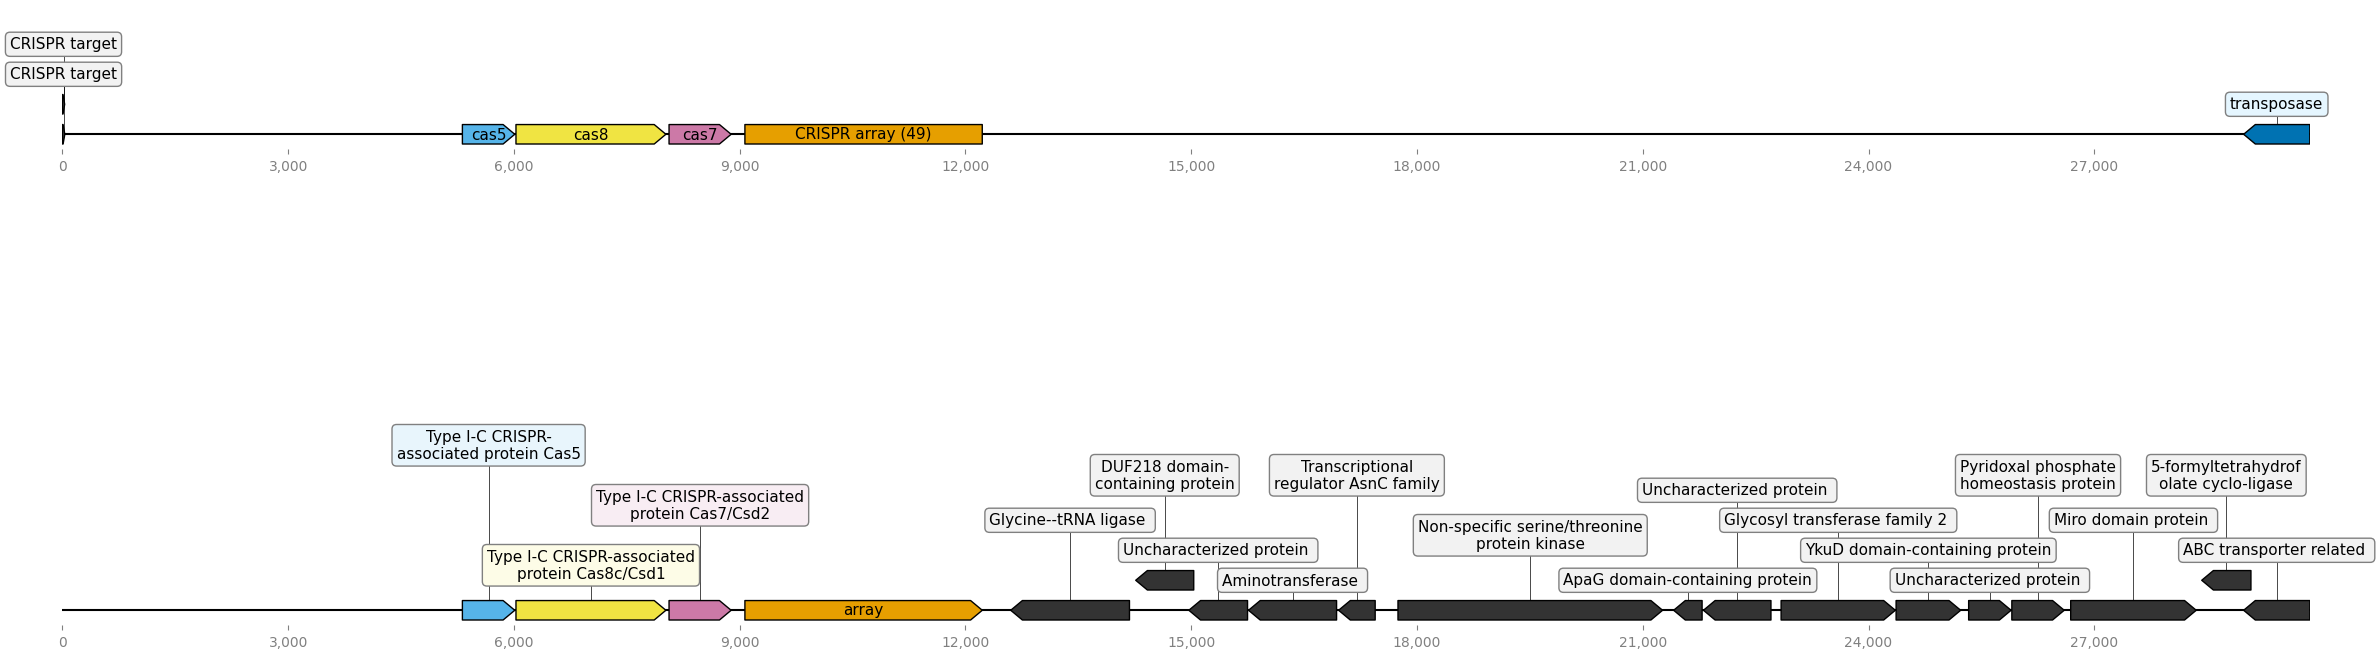 CRISPR target
CRISPR target
transposase
cas5
cas8
cas7
CRISPR array (49)
0
3,000
6,000
9,000
12,000
15,000
18,000
21,000
24,000
27,000
Type I-C CRISPR-
associated protein Cas5
Type I-C CRISPR-associated
protein Cas7/Csd2
Type I-C CRISPR-associated
protein Cas8c/Csd1
array
Glycine--tRNA ligase
DUF218 domain-
containing protein
Uncharacterized protein
Aminotransferase
Transcriptional
regulator AsnC family
Non-specific serine/threonine
protein kinase
ApaG domain-containing protein
Uncharacterized protein
Glycosyl transferase family 2
YkuD domain-containing protein
Uncharacterized protein
Pyridoxal phosphate
homeostasis protein
Miro domain protein
5-formyltetrahydrof
olate cyclo-ligase
ABC transporter related
0
3,000
6,000
9,000
12,000
15,000
18,000
21,000
24,000
27,000